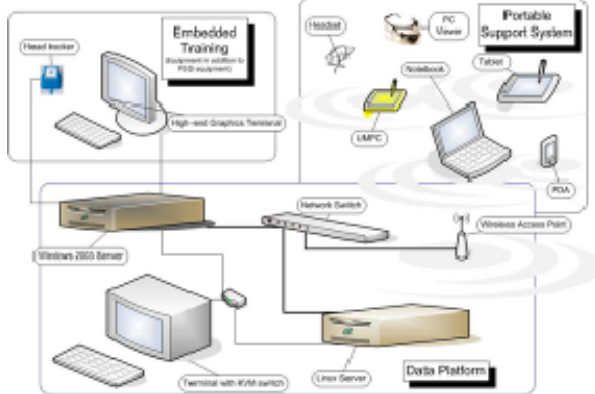 Head tracker
Embedded
Training
(Equipment in addition to
equipment)
High-end Graphics Terminal
Headset
PC
Viewer
Portable
Support System
Notebook
Tablet
UMPC
PDA
Network Switch
Wireless Access Point
Windows 2003 Server
Terminal with KVM switch
Linux Server
Data Platform